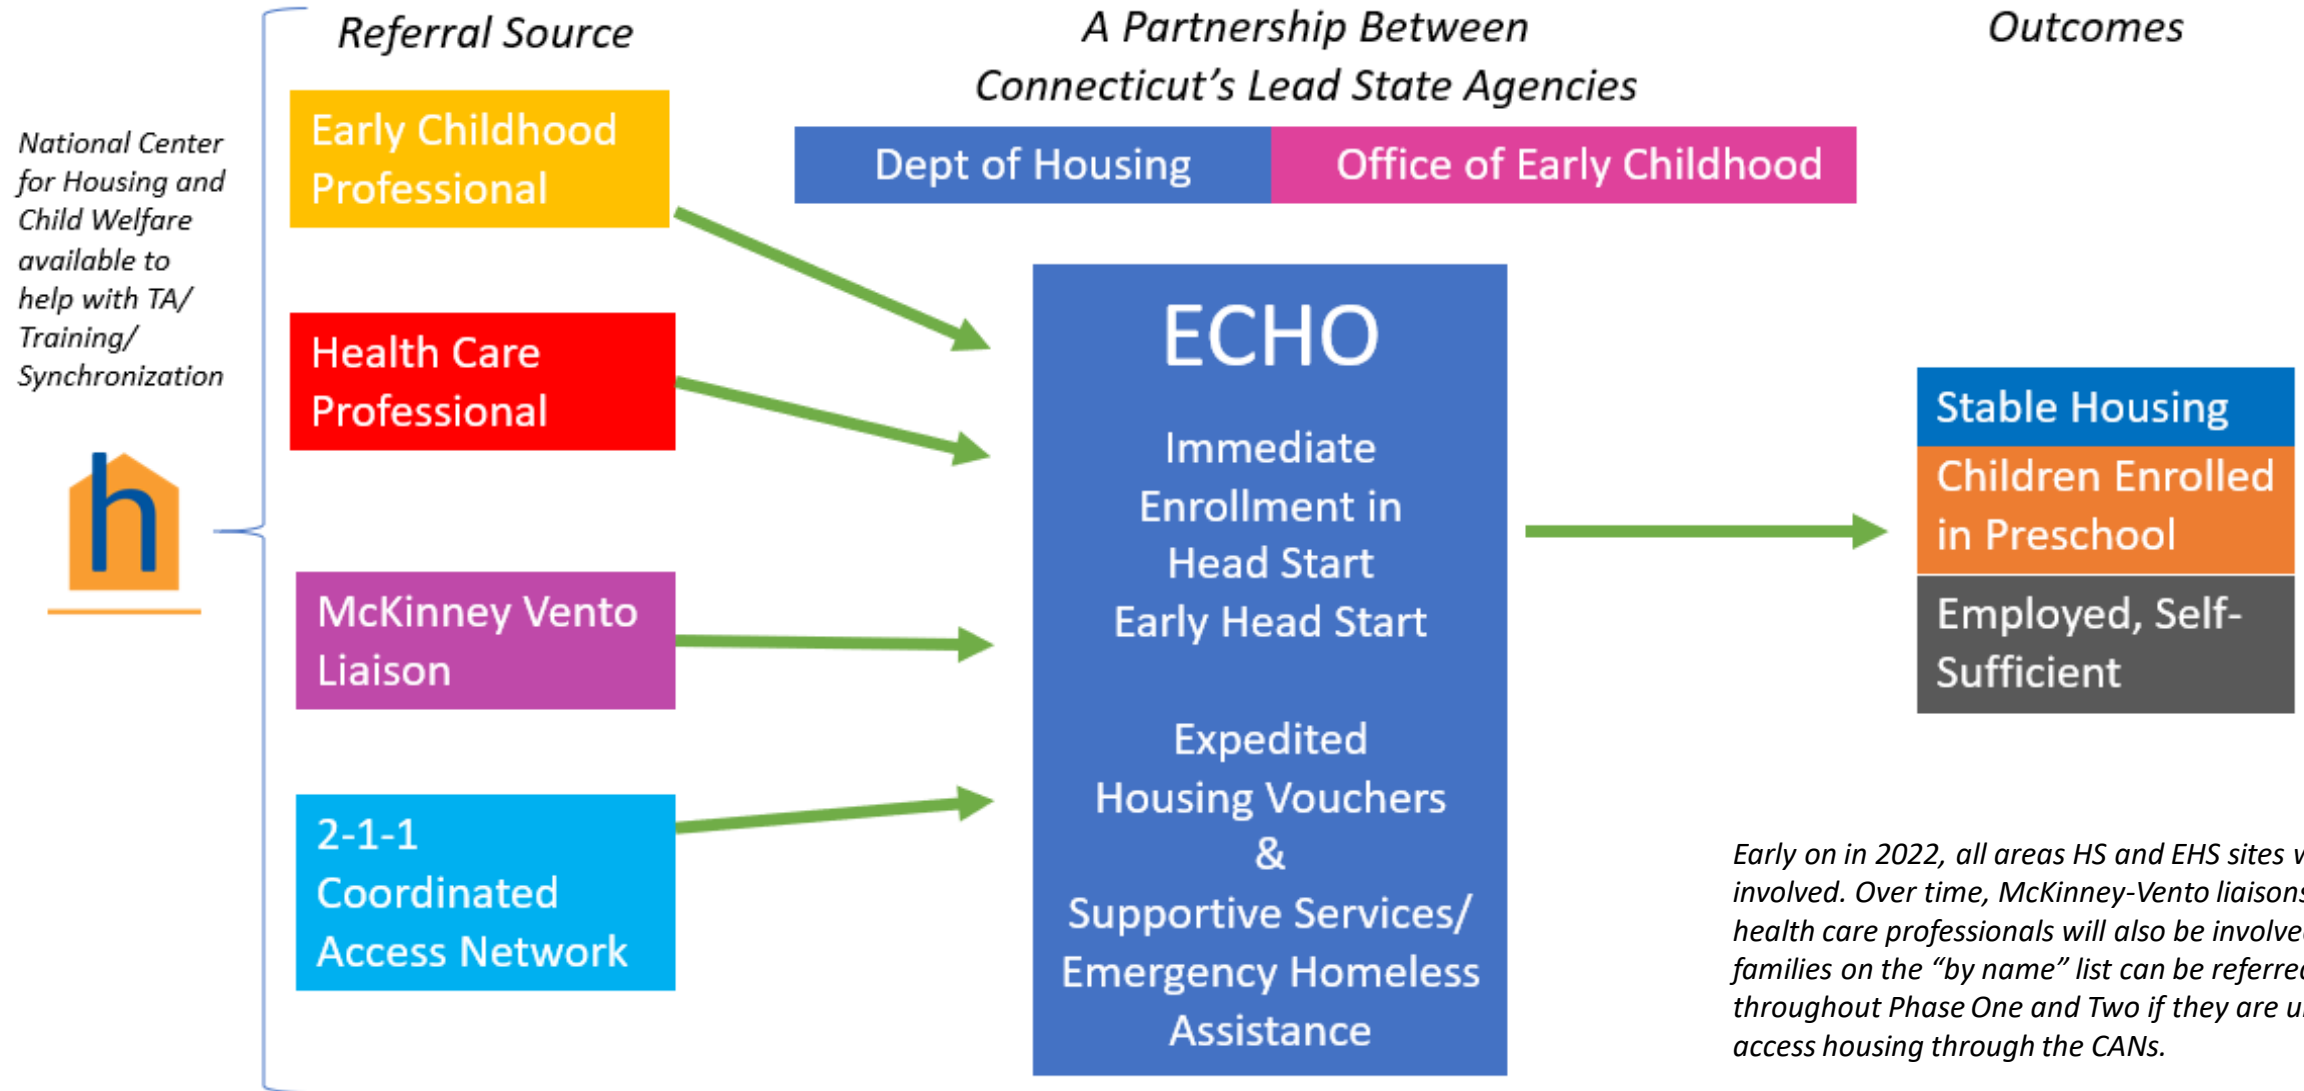 Referral Source
A Partnership Between
Connecticut's Lead State Agencies
Outcomes
National Center
for Housing and
Child Welfare
available to
help with TA/
Training/
Synchronization
h
Early Childhood
Professional
Health Care
Professional
McKinney Vento
Liaison
2-1-1
Coordinated
Access Network
Dept of Housing
Office of Early Childhood
ECHO
Immediate
Enrollment in
Head Start
Early Head Start
Expedited
Housing Vouchers
&
Supportive Services/
Emergency Homeless
Assistance
Stable Housing
Children Enrolled
in Preschool
Employed, Self-
Sufficient
Early on in 2022, all areas HS and EHS sites
involved. Over time, McKinney-Vento liaisons
health care professionals will also be
families on the “by name” list can be
throughout Phase One and Two if they are
access housing through the CANs.